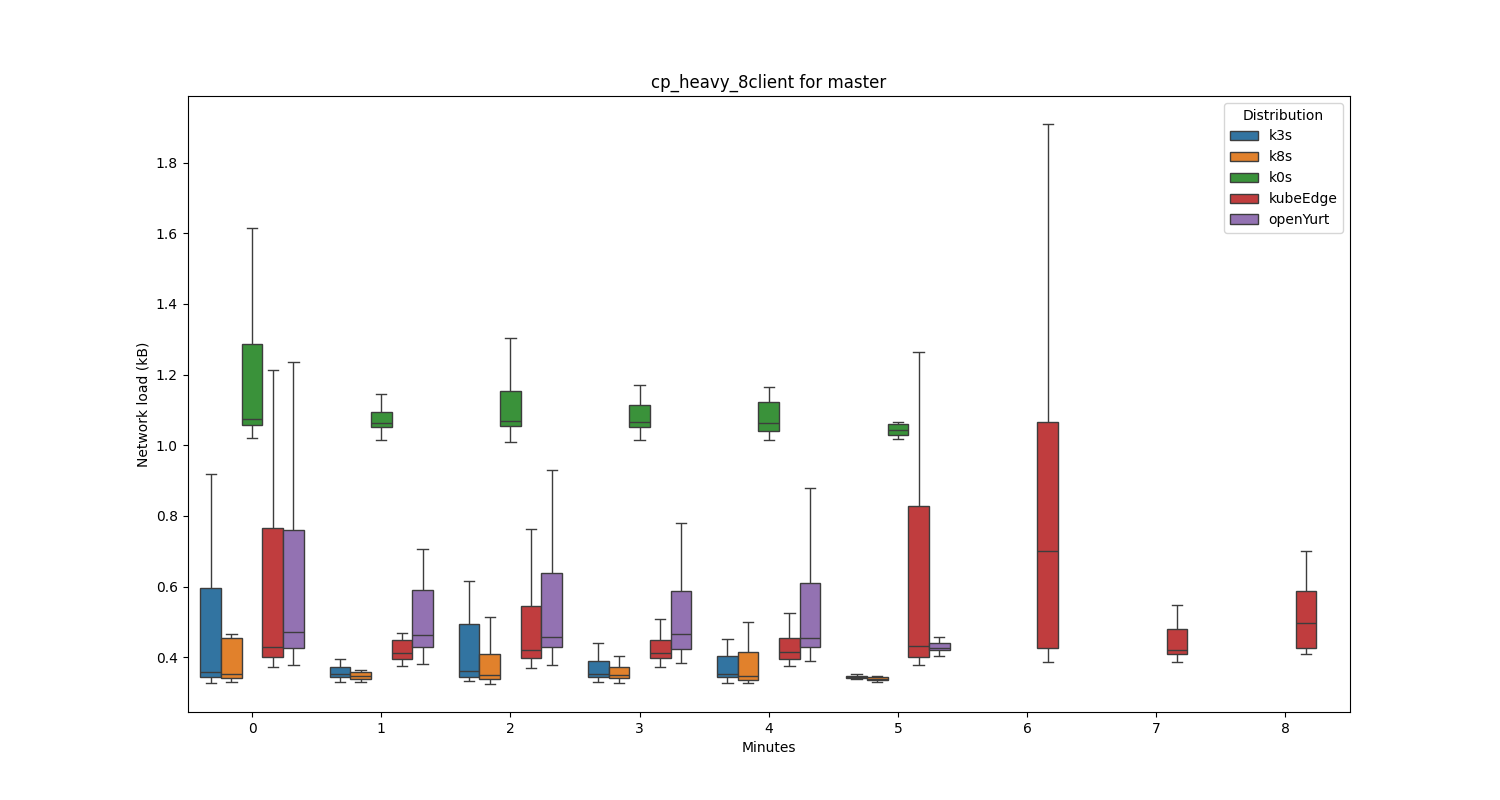 cp_heavy_8client for master
Distribution
k3s
k8s
k0s
kubeEdge
openYurt
Network load (kB)
1.8
1.6
1.4
1.2
1.0
0.8
0.6
0.4
0 1 2 3 4 5 6 7 8
Minutes